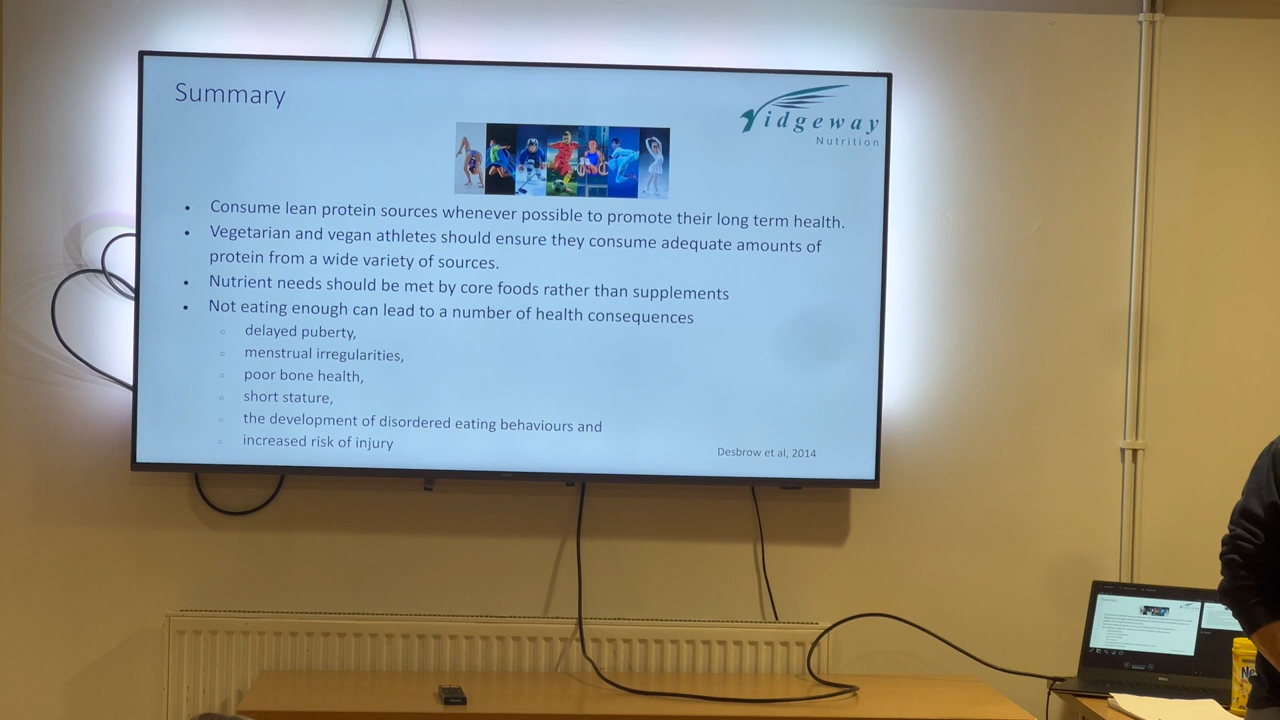 Summary
Ridgeway
Nutrition
• Consume lean protein sources whenever possible to promote their long term health.
• Vegetarian and vegan athletes should ensure they consume adequate amounts of
protein from a wide variety of sources.
• Nutrient needs should be met by core foods rather than supplements
• Not eating enough can lead to a number of health consequences
○ delayed puberty,
○ menstrual irregularities,
○ poor bone health,
○ short stature,
○ the development of disordered eating behaviours and
○ increased risk of injury
Desbrow et al, 2014
DELL